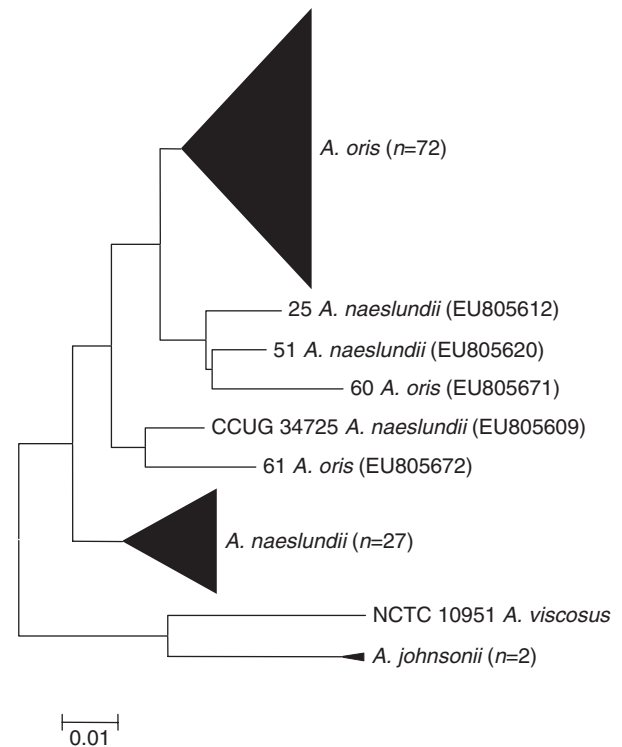 A. oris (n=72)
25 A. naeslundii (EU805612)
51 A. naeslundii (EU805620)
60 A. oris (EU805671)
CCUG 34725 A. naeslundii (EU805609)
61 A. oris (EU805672)
A. naeslundii (n=27)
NCTC 10951 A. viscosus
A. johnsonii (n=2)
0.01